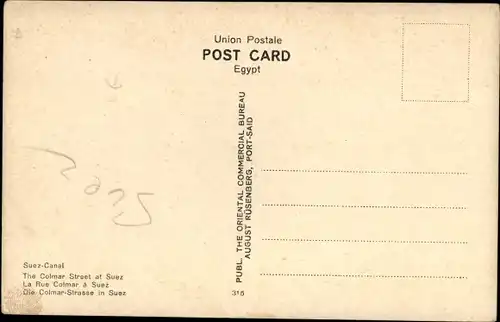 Union Postale
POST CARD
Egypt
PUBL. THE ORIENTAL COMMERCIAL BUREAU
AUGUST RÜSENBERG, PORT-SAID
Suez-Canal
The Colmar Street at Suez
La Rue Colmar à Suez
Die Colmar-Strasse in Suez
316